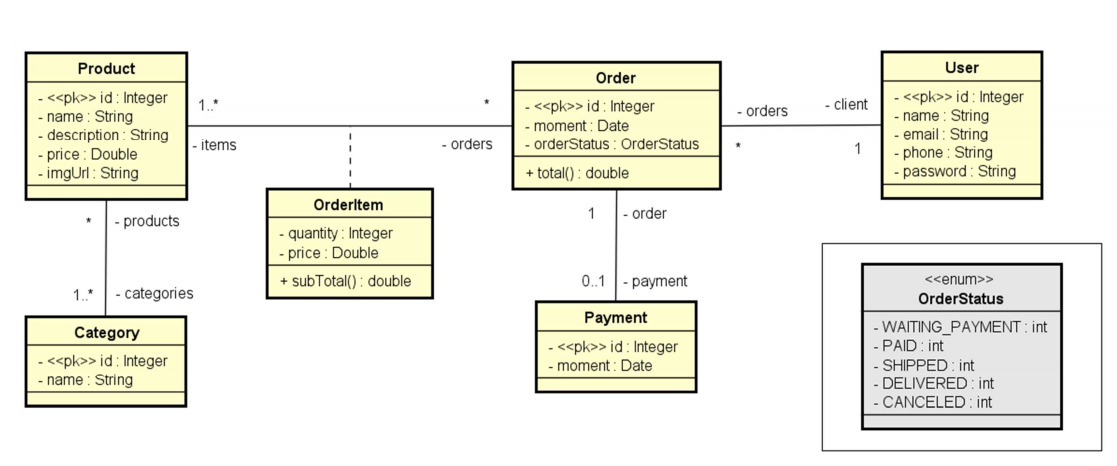 Product
- <<pk>> id : Integer
- name : String
- description : String
- price : Double
- imgUrl : String
1..*
*
- items
- orders
Order
- <<pk>> id : Integer
- moment : Date
- orderStatus : OrderStatus
+ total() : double
- orders
- client
*
1
User
- <<pk>> id : Integer
- name : String
- email : String
- phone : String
- password : String
OrderItem
- quantity : Integer
- price : Double
+ subTotal() : double
*
- products
1..*
- categories
Category
- <<pk>> id : Integer
- name : String
1
- order
0..1
- payment
Payment
- <<pk>> id : Integer
- moment : Date
<<enum>>
OrderStatus
- WAITING_PAYMENT : int
- PAID : int
- SHIPPED : int
- DELIVERED : int
- CANCELED : int